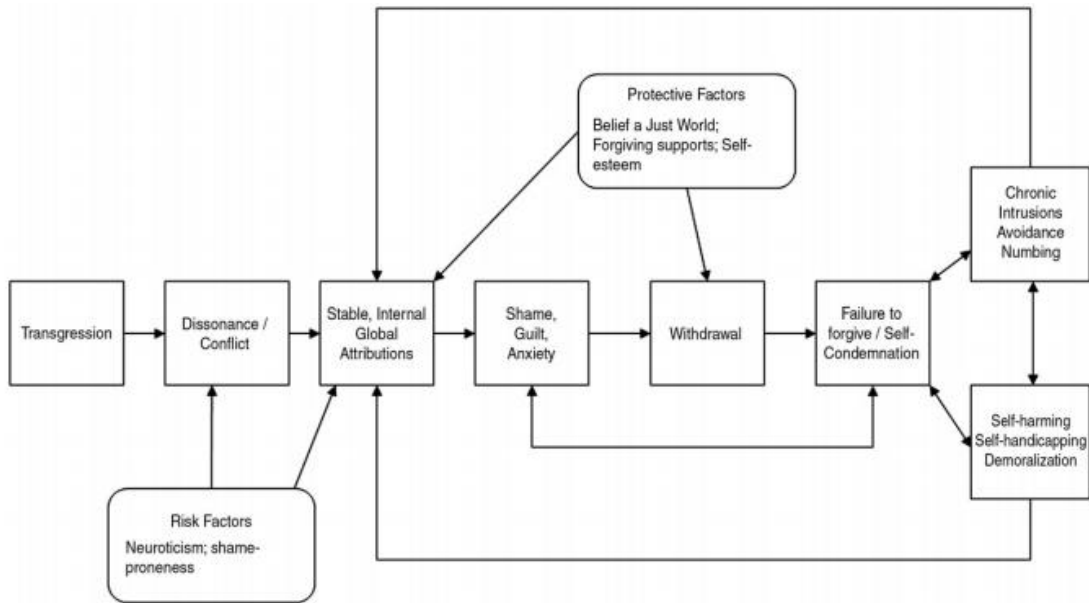 Protective Factors
Belief a Just World;
Forgiving supports; Self-
esteem
Chronic
Intrusions
Avoidance
Numbing
Transgression
Dissonance /
Conflict
Stable, Internal
Global
Attributions
Shame,
Guilt,
Anxiety
Withdrawal
Failure to
forgive / Self-
Condemnation
Self-harming
Self-handicapping
Demoralization
Risk Factors
Neuroticism; shame-
proneness